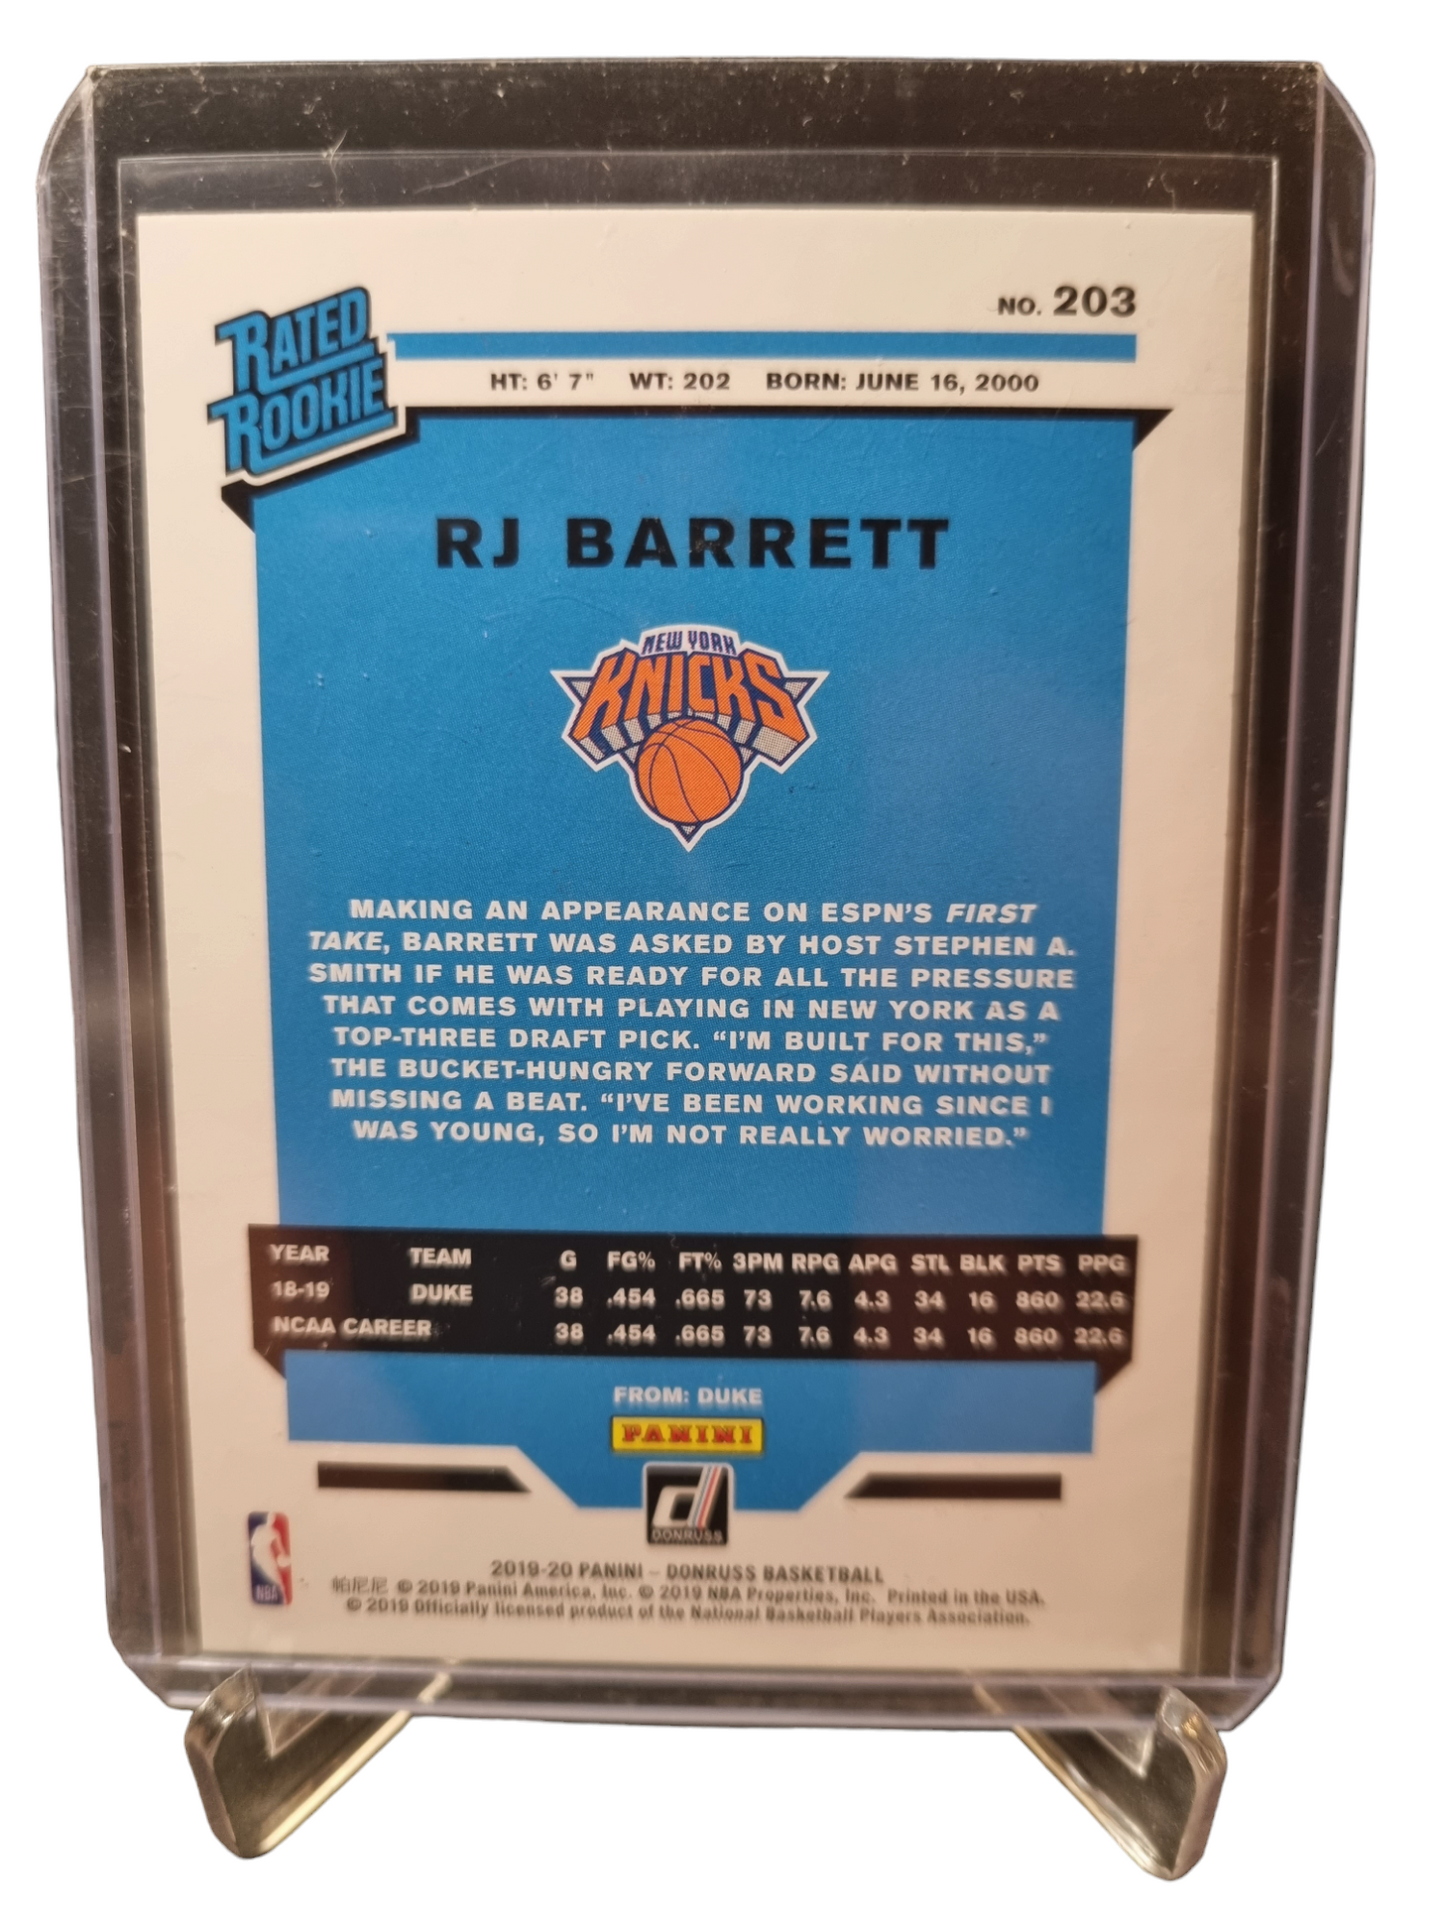 RATED
ROOKIE
NO. 203
HT: 6' 7" WT: 202 BORN: JUNE 16, 2000
RJ BARRETT
NEW YORK
KNICKS
MAKING AN APPEARANCE ON ESPN'S FIRST
TAKE, BARRETT WAS ASKED BY HOST STEPHEN A.
SMITH IF HE WAS READY FOR ALL THE PRESSURE
THAT COMES WITH PLAYING IN NEW YORK AS A
TOP-THREE DRAFT PICK. “I'M BUILT FOR THIS,”
THE BUCKET-HUNGRY FORWARD SAID WITHOUT
MISSING A BEAT. “I'VE BEEN WORKING SINCE I
WAS YOUNG, SO I'M NOT REALLY WORRIED.”
YEAR TEAM G FG% FT% 3PM RPG APG STL BLK PTS PPG
18-19 DUKE 38 .454 .665 73 7.6 4.3 34 16 860 22.6
NCAA CAREER 38 .454 .665 73 7.6 4.3 34 16 860 22.6
FROM: DUKE
PANINI
DONRUSS
NBA
2019-20 PANINI – DONRUSS BASKETBALL
帕尼尼 © 2019 Panini America, Inc. © 2019 NBA Properties, Inc. Printed in the USA.
© 2019 Officially licensed product of the National Basketball Players Association.